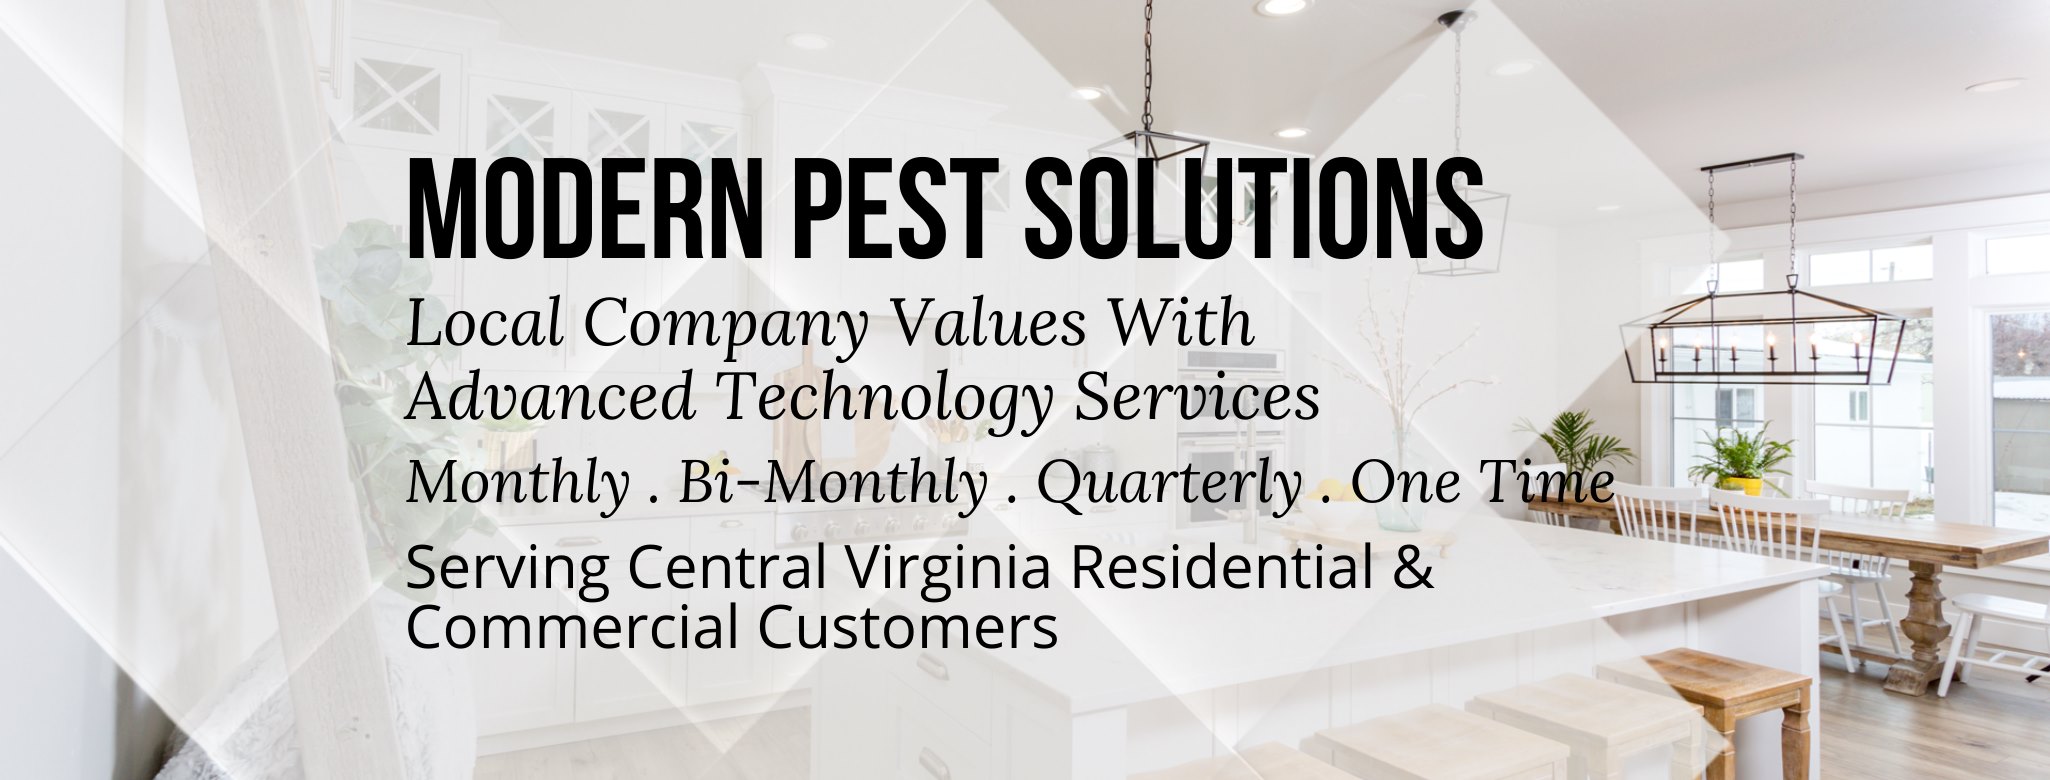 MODERN PEST SOLUTIONS
Local Company Values With
Advanced Technology Services
Monthly . Bi-Monthly . Quarterly . One Time
Serving Central Virginia Residential &
Commercial Customers